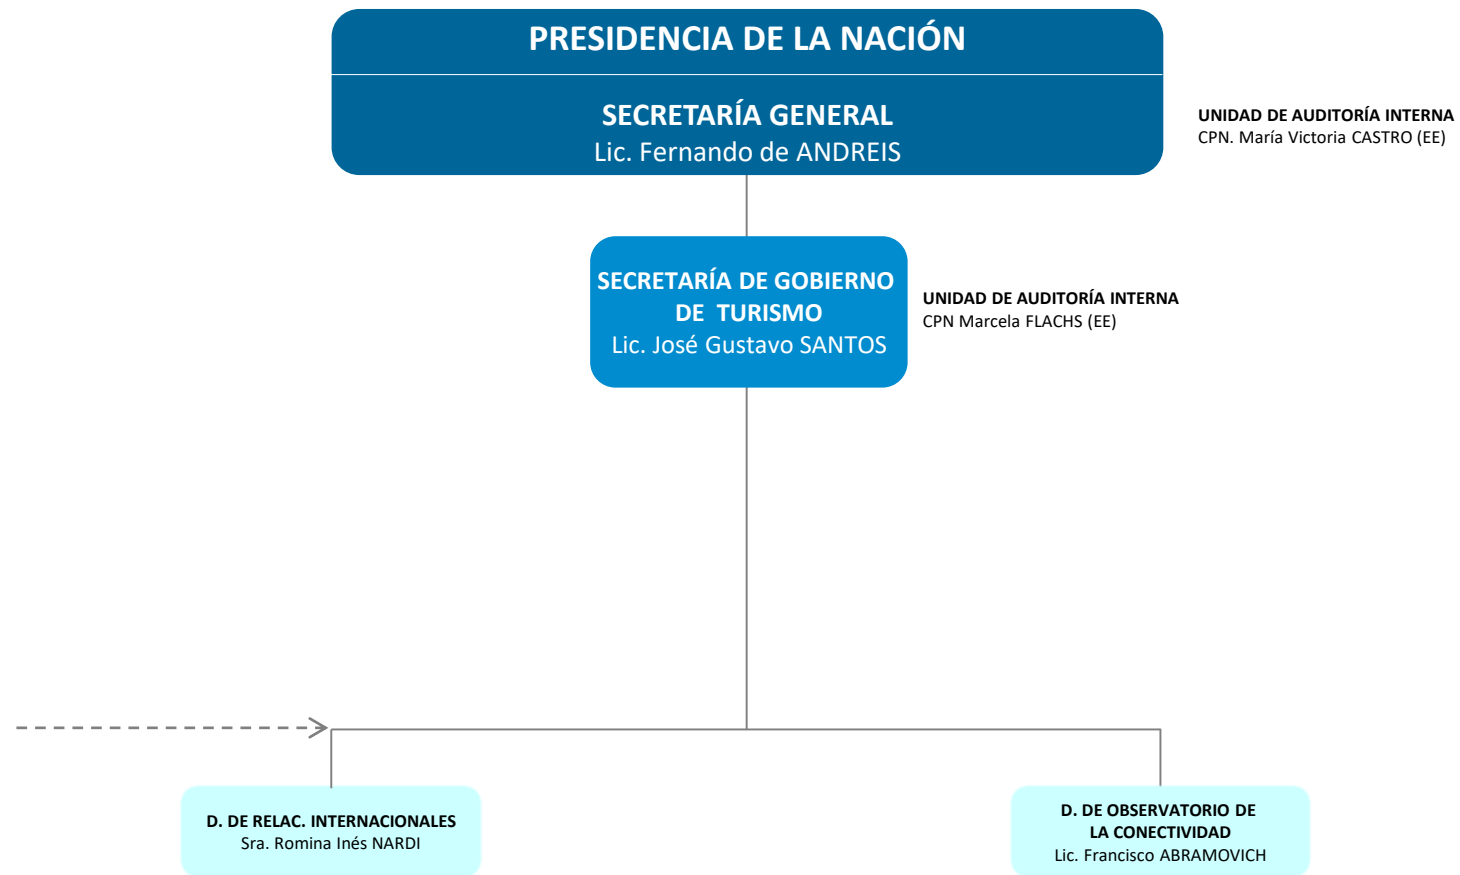 PRESIDENCIA DE LA NACIÓN
SECRETARÍA GENERAL
Lic. Fernando de ANDREIS
UNIDAD DE AUDITORÍA INTERNA
CPN. María Victoria CASTRO (EE)
SECRETARÍA DE GOBIERNO
DE TURISMO
Lic. José Gustavo SANTOS
UNIDAD DE AUDITORÍA INTERNA
CPN Marcela FLACHS (EE)
D. DE RELAC. INTERNACIONALES
Sra. Romina Inés NARDI
D. DE OBSERVATORIO DE
LA CONECTIVIDAD
Lic. Francisco ABRAMOVICH